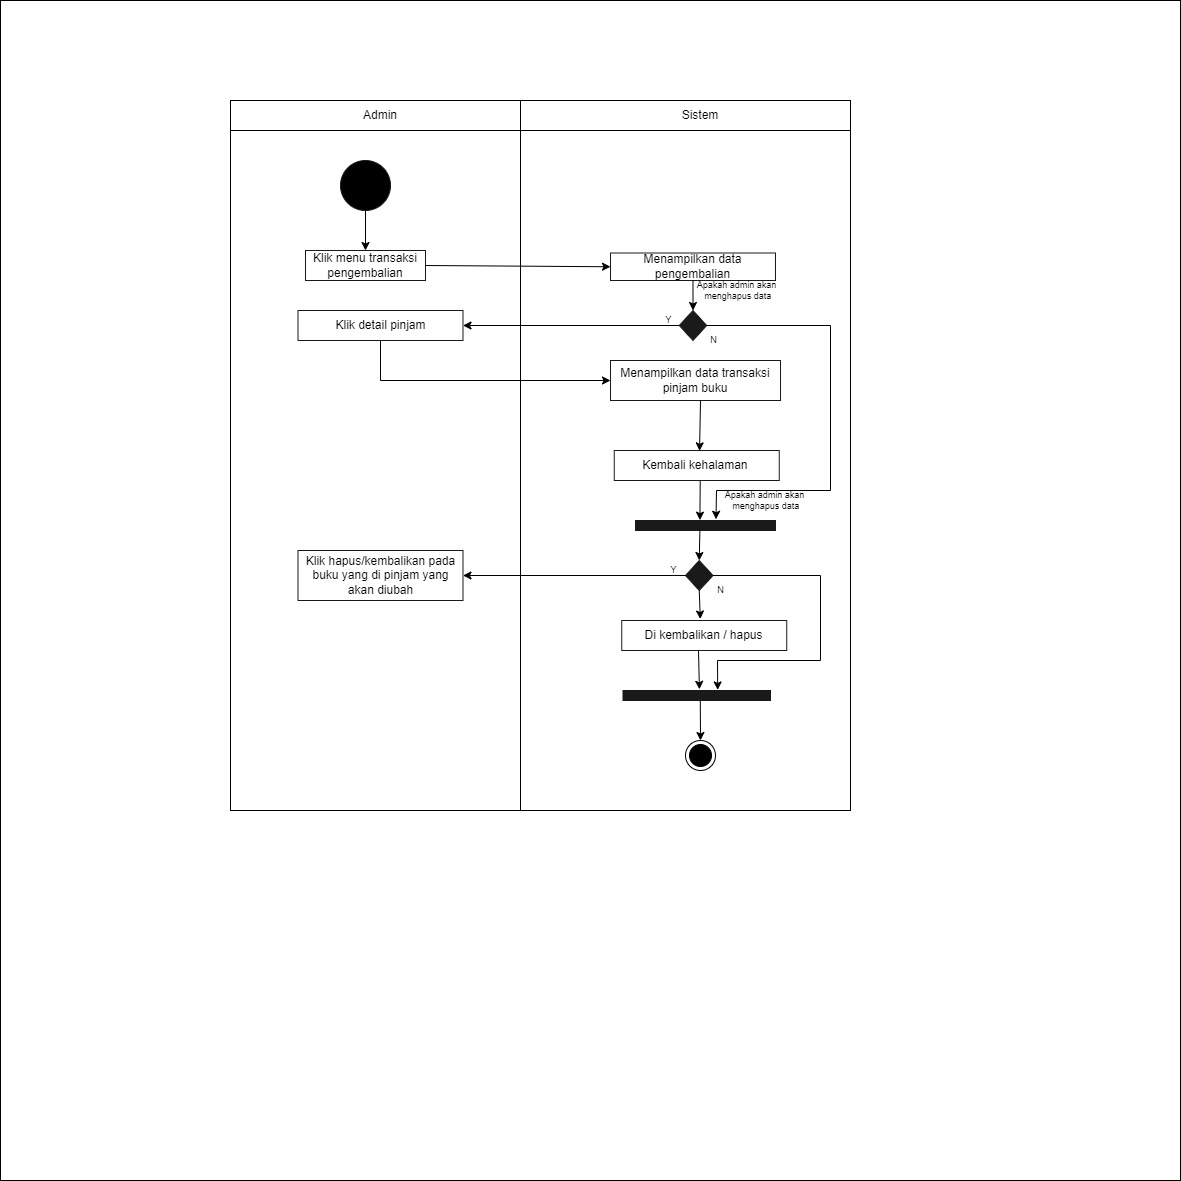 Admin
Sistem
Klik menu transaksi
pengembalian
Menampilkan data
pengembalian
Apakah admin akan
menghapus data
Klik detail pinjam
Y
N
Menampilkan data transaksi
pinjam buku
Kembali kehalaman
Apakah admin akan
menghapus data
Klik hapus/kembalikan pada
buku yang di pinjam yang
akan diubah
Y
N
Di kembalikan / hapus